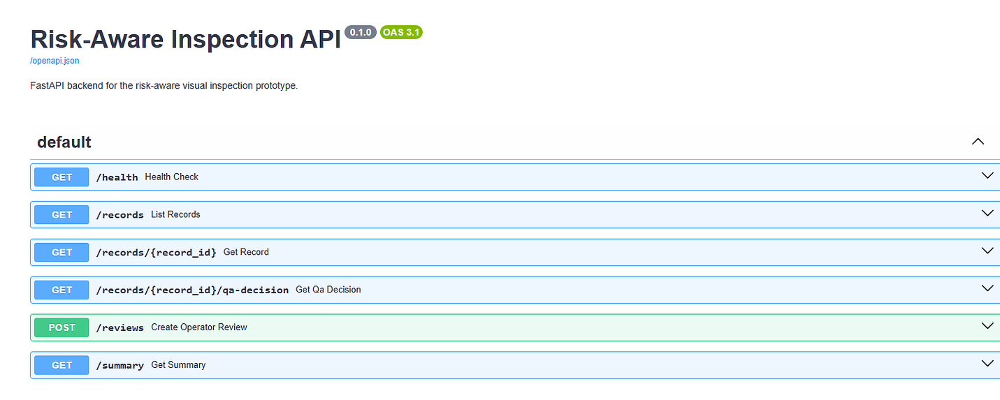 Risk-Aware Inspection API 0.1.0 OAS 3.1
/openapi.json
FastAPI backend for the risk-aware visual inspection prototype.
default
GET /health Health Check
GET /records List Records
GET /records/{record_id} Get Record
GET /records/{record_id}/qa-decision Get Qa Decision
POST /reviews Create Operator Review
GET /summary Get Summary